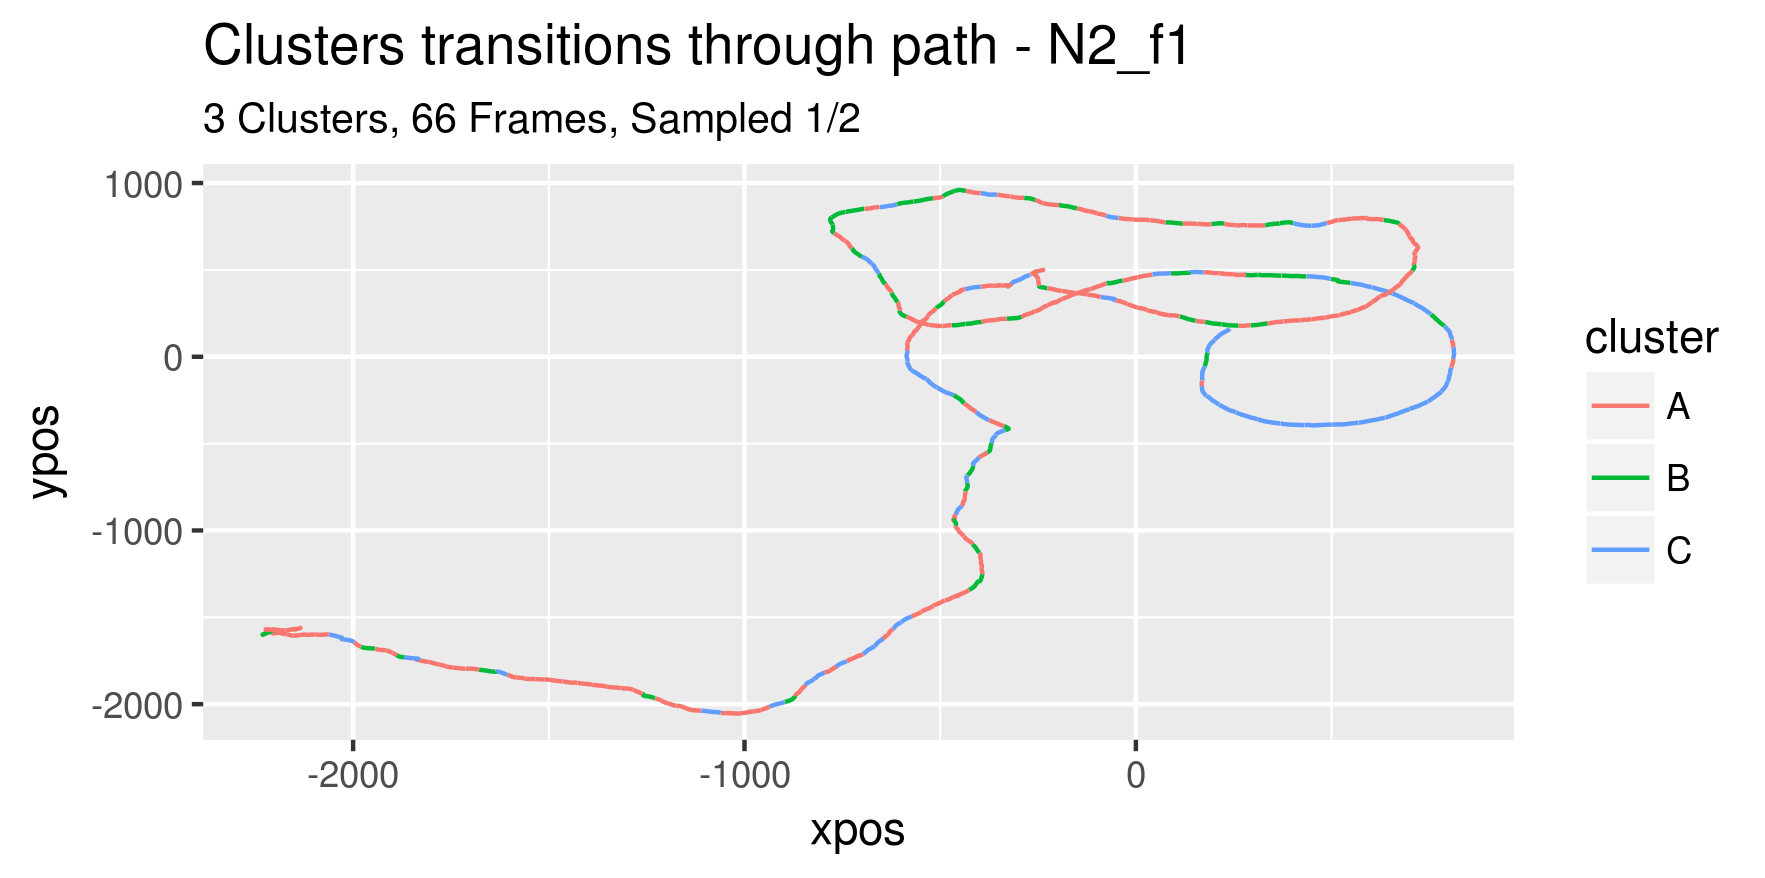 Clusters transitions through path - N2_f1
3 Clusters, 66 Frames, Sampled 1/2
1000
0
-1000
-2000
ypos
-2000
-1000
0
xpos
cluster
A
B
C